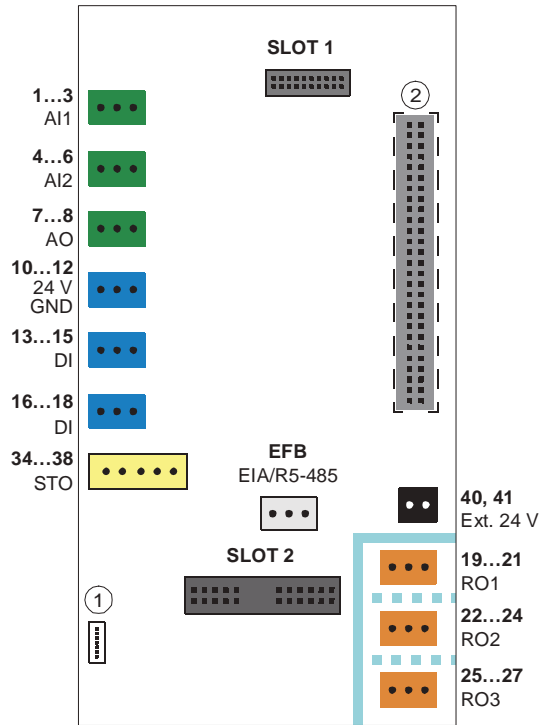 SLOT 1
1...3
AI1
2
4...6
AI2
7...8
AO
10...12
24 V
GND
13...15
DI
16...18
DI
34...38
STO
EFB
EIA/R5-485
40, 41
Ext. 24 V
SLOT 2
19...21
RO1
1
22...24
RO2
25...27
RO3